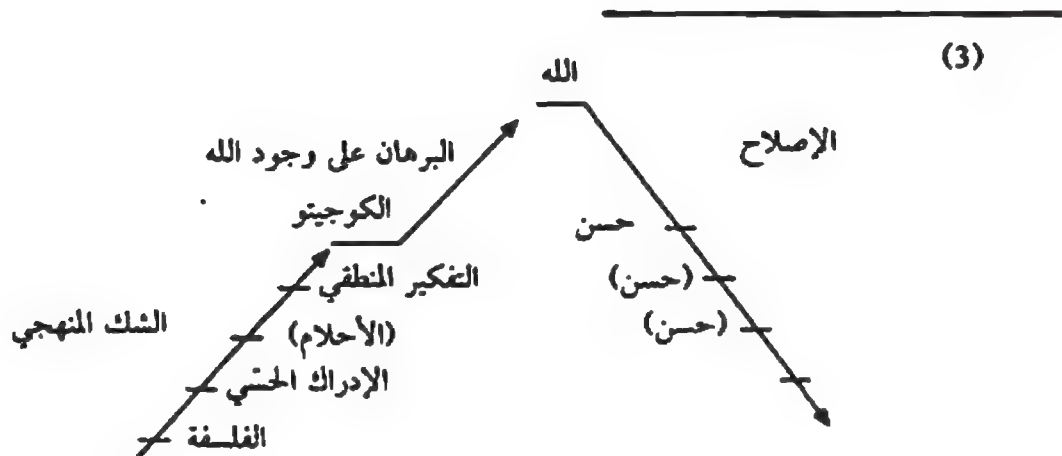 (3)
الله
الإصلاح
البرهان على وجود الله
الكوجيتو
حسن
التفكير المنطقي
(حسن)
الشك المنهجي
(الأحلام)
(حسن)
الإدراك الحسّي
الفلسفة